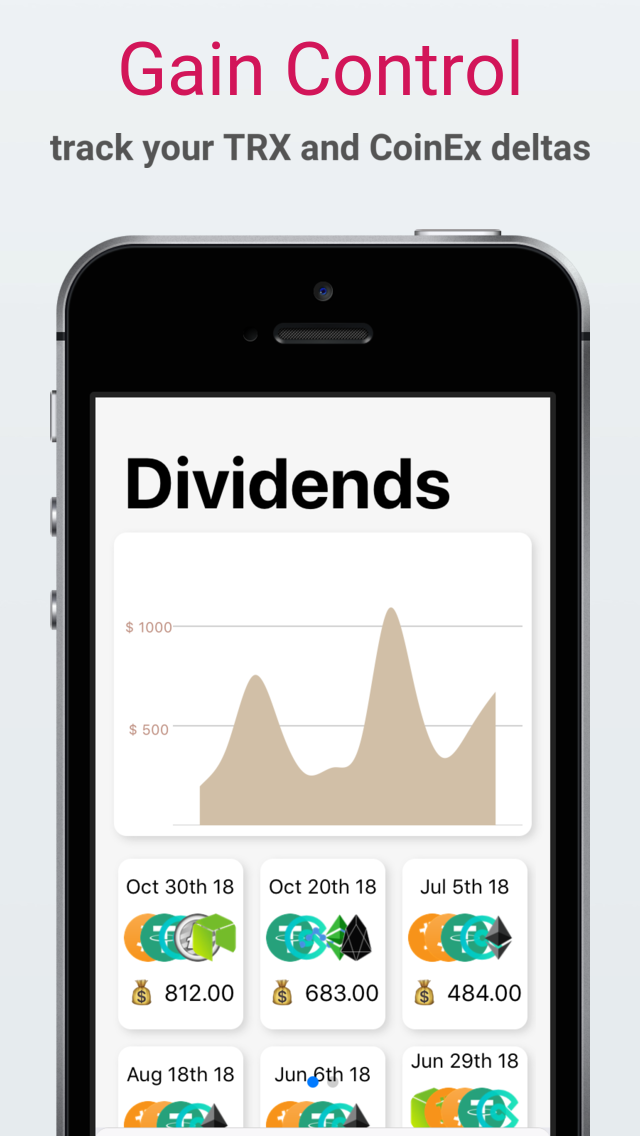 Gain Control
track your TRX and CoinEx deltas
Dividends
$ 1000
$ 500
Oct 30th 18
Oct 20th 18
Jul 5th 18
812.00
683.00
484.00
Aug 18th 18
Jun 6th 18
Jun 29th 18